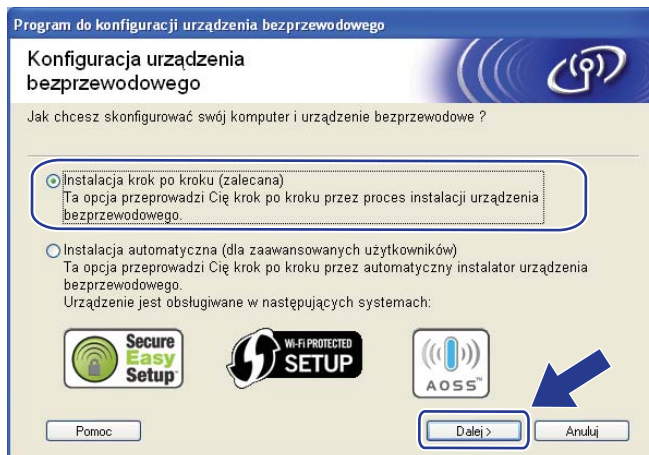 Program do konfiguracji urządzenia bezprzewodowego
Konfiguracja urządzenia
bezprzewodowego
Jak chcesz skonfigurować swój komputer i urządzenie bezprzewodowe ?
Instalacja krok po kroku (zalecana)
Ta opcja przeprowadzi Cię krok po kroku przez proces instalacji urządzenia
bezprzewodowego.
Instalacja automatyczna (dla zaawansowanych użytkowników)
Ta opcja przeprowadzi Cię krok po kroku przez automatyczny instalator urządzenia
bezprzewodowego.
Urządzenie jest obsługiwane w następujących systemach:
Secure
Easy
Setup™
Wi-Fi PROTECTED
SETUP
AOSS™
Pomoc
Dalej >
Anuluj